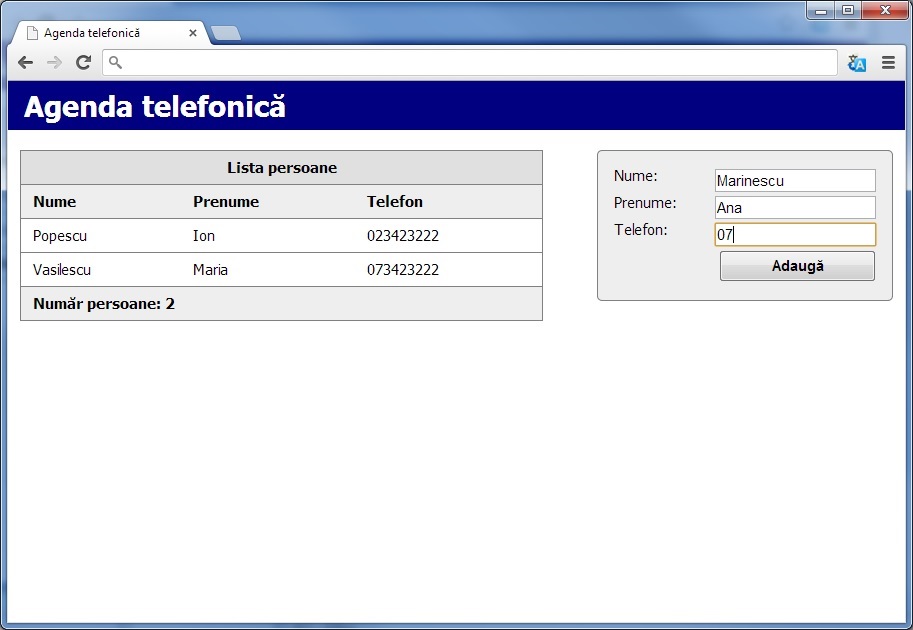 Agenda telefonică
Agenda telefonică
Lista persoane
Nume Prenume Telefon
Popescu Ion 023423222
Vasilescu Maria 073423222
Număr persoane: 2
Nume: Marinescu
Prenume: Ana
Telefon: 07
Adaugă